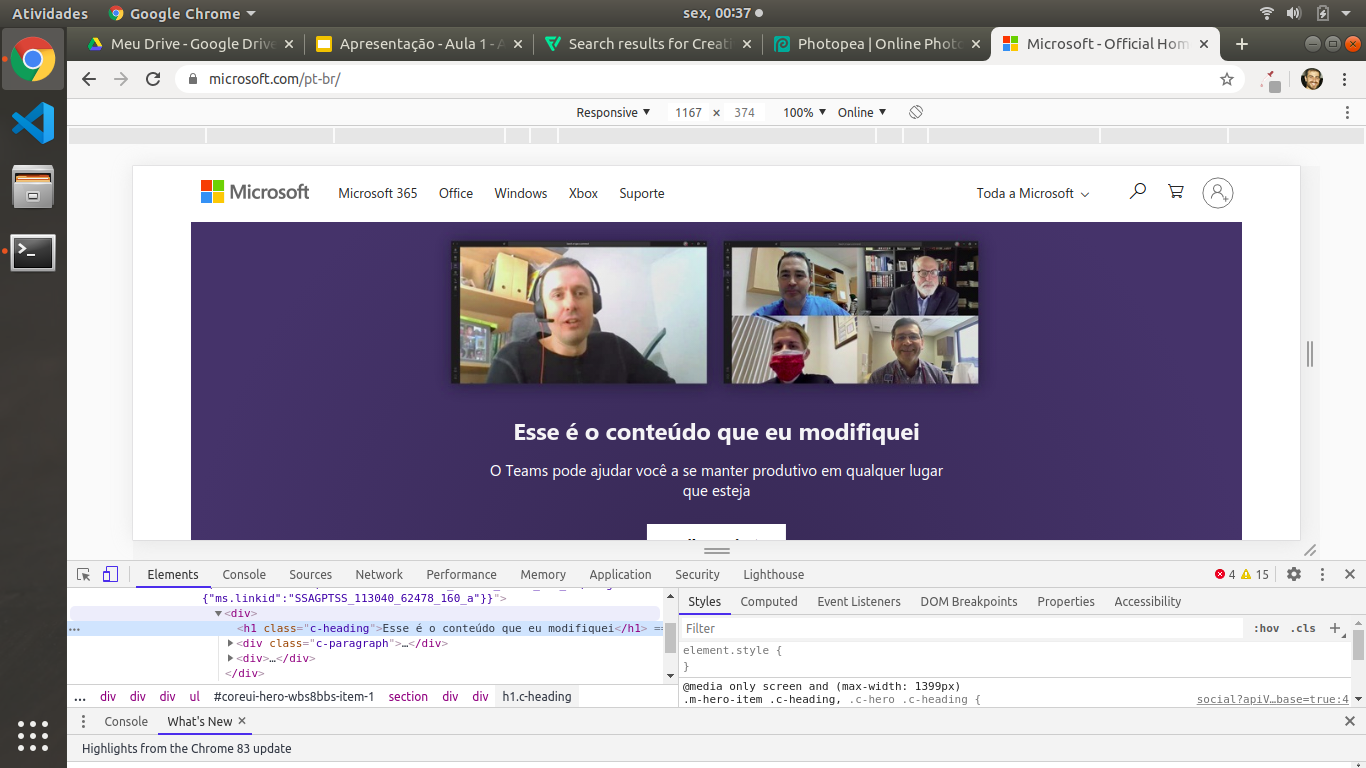 Atividades Google Chrome sex, 00:37
Meu Drive - Google Drive Apresentação - Aula 1 - A Search results for Creati Photopea | Online Photo Microsoft - Official Hom
microsoft.com/pt-br/
Responsive 1167 × 374 100% Online
Microsoft Microsoft 365 Office Windows Xbox Suporte Toda a Microsoft
Esse é o conteúdo que eu modifiquei
O Teams pode ajudar você a se manter produtivo em qualquer lugar
que esteja
Elements Console Sources Network Performance Memory Application Security Lighthouse 4 15
{"ms.linkid":"SSAGPTSS_113040_62478_160_a"}}">
<div>
<h1 class="c-heading">Esse é o conteúdo que eu modifiquei</h1> ==
<div class="c-paragraph">…</div>
<div>…</div>
</div>
… div div div ul #coreui-hero-wbs8bbs-item-1 section div div h1.c-heading
Styles Computed Event Listeners DOM Breakpoints Properties Accessibility
Filter :hov .cls
element.style {
}
@media only screen and (max-width: 1399px)
.m-hero-item .c-heading, .c-hero .c-heading { social?apiV…base=true:4
Console What's New
Highlights from the Chrome 83 update